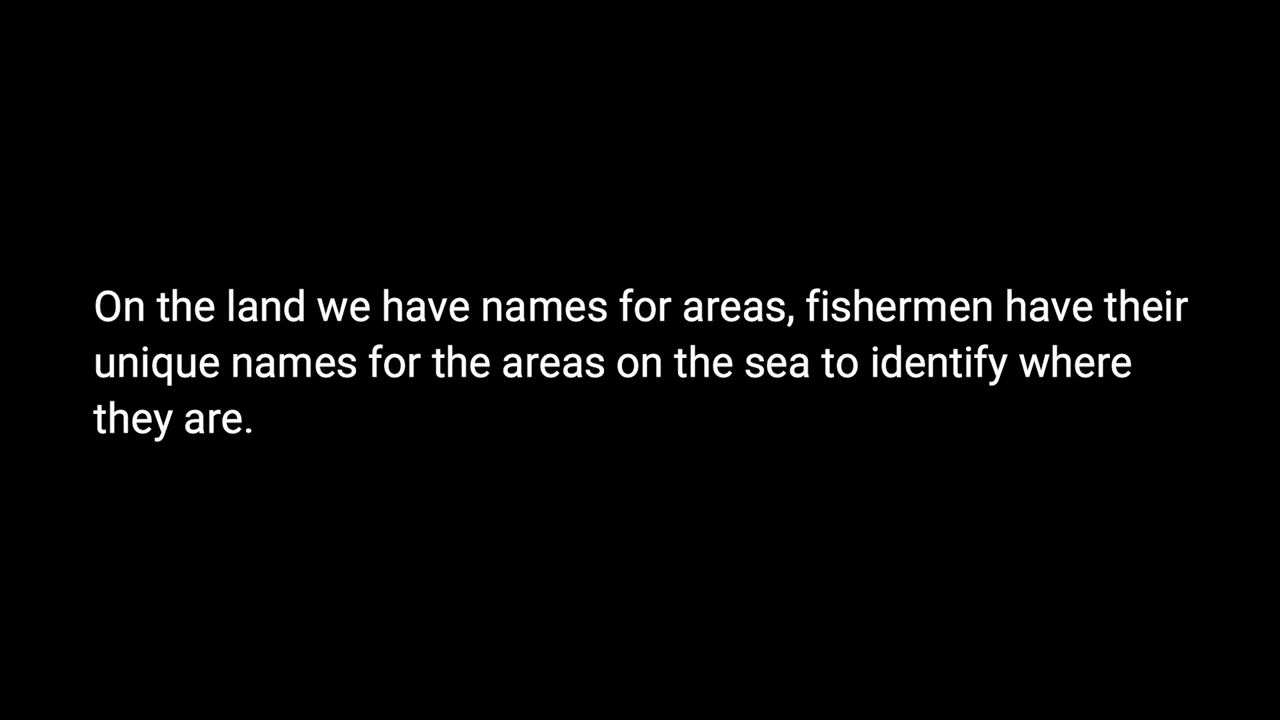 On the land we have names for areas, fishermen have their
unique names for the areas on the sea to identify where
they are.